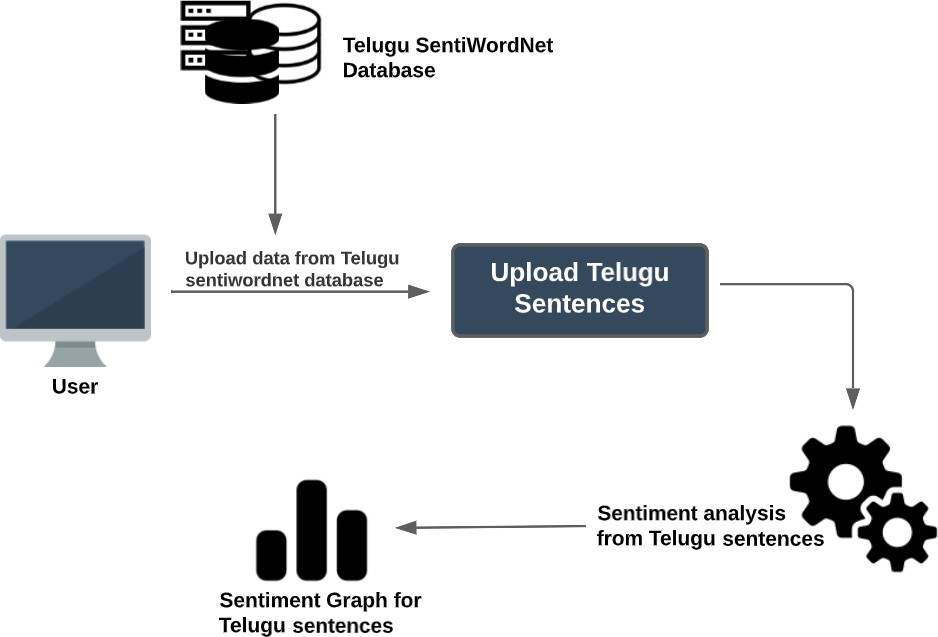 Telugu SentiWordNet
Database
Upload data from Telugu
sentiwordnet database
Upload Telugu
Sentences
User
Sentiment analysis
from Telugu sentences
Sentiment Graph for
Telugu sentences